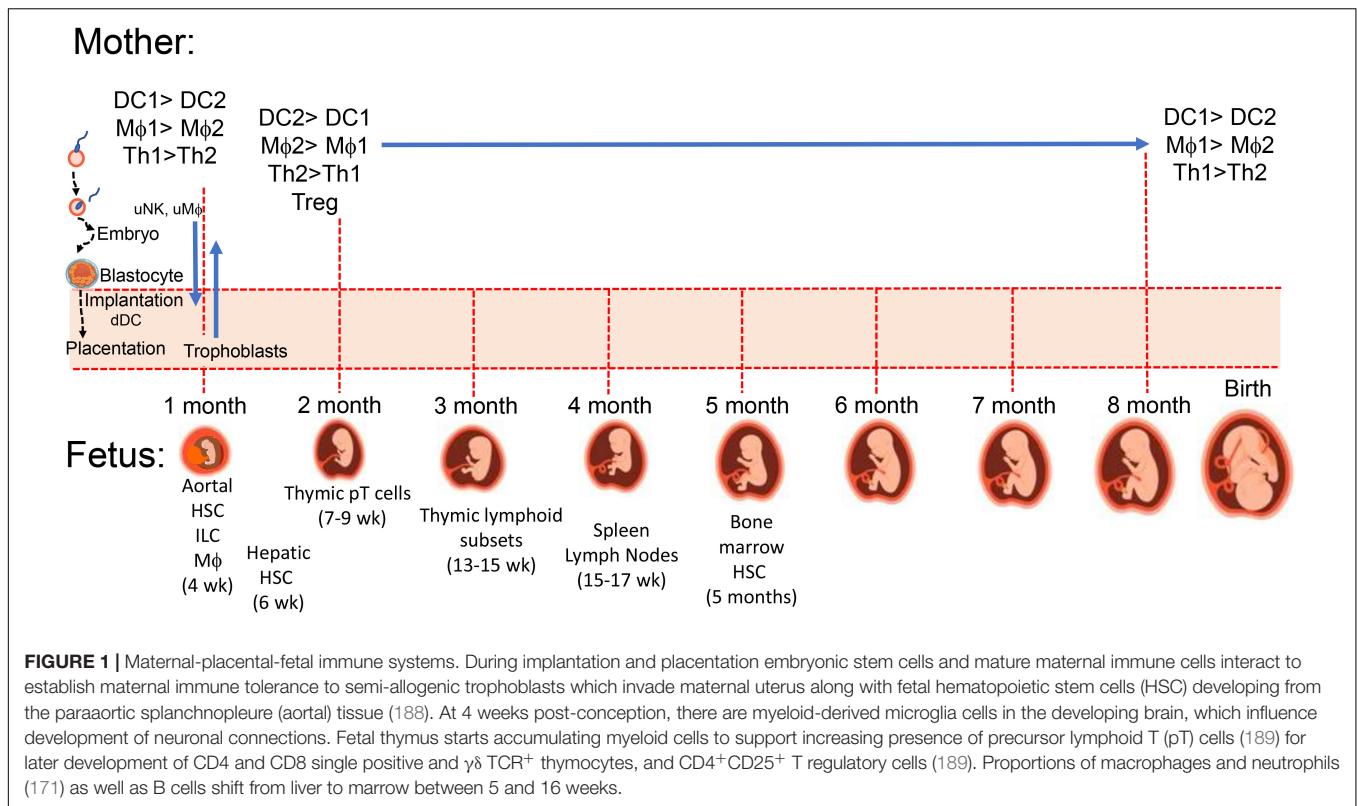 Mother:
DC1> DC2
Mϕ1> Mϕ2
Th1>Th2
DC2> DC1
Mϕ2> Mϕ1
Th2>Th1
Treg
DC1> DC2
Mϕ1> Mϕ2
Th1>Th2
uNK, uMϕ
Embryo
Blastocyte
Implantation
dDC
Placentation
Trophoblasts
1 month
2 month
3 month
4 month
5 month
6 month
7 month
8 month
Birth
Fetus:
Aortal
HSC
ILC
Mϕ
(4 wk)
Hepatic
HSC
(6 wk)
Thymic pT cells
(7-9 wk)
Thymic lymphoid
subsets
(13-15 wk)
Spleen
Lymph Nodes
(15-17 wk)
Bone
marrow
HSC
(5 months)
FIGURE 1 | Maternal-placental-fetal immune systems. During implantation and placentation embryonic stem cells and mature maternal immune cells interact to
establish maternal immune tolerance to semi-allogenic trophoblasts which invade maternal uterus along with fetal hematopoietic stem cells (HSC) developing from
the paraaortic splanchnopleure (aortal) tissue (188). At 4 weeks post-conception, there are myeloid-derived microglia cells in the developing brain, which influence
development of neuronal connections. Fetal thymus starts accumulating myeloid cells to support increasing presence of precursor lymphoid T (pT) cells (189) for
later development of CD4 and CD8 single positive and γδ TCR⁺ thymocytes, and CD4⁺CD25⁺ T regulatory cells (189). Proportions of macrophages and neutrophils
(171) as well as B cells shift from liver to marrow between 5 and 16 weeks.